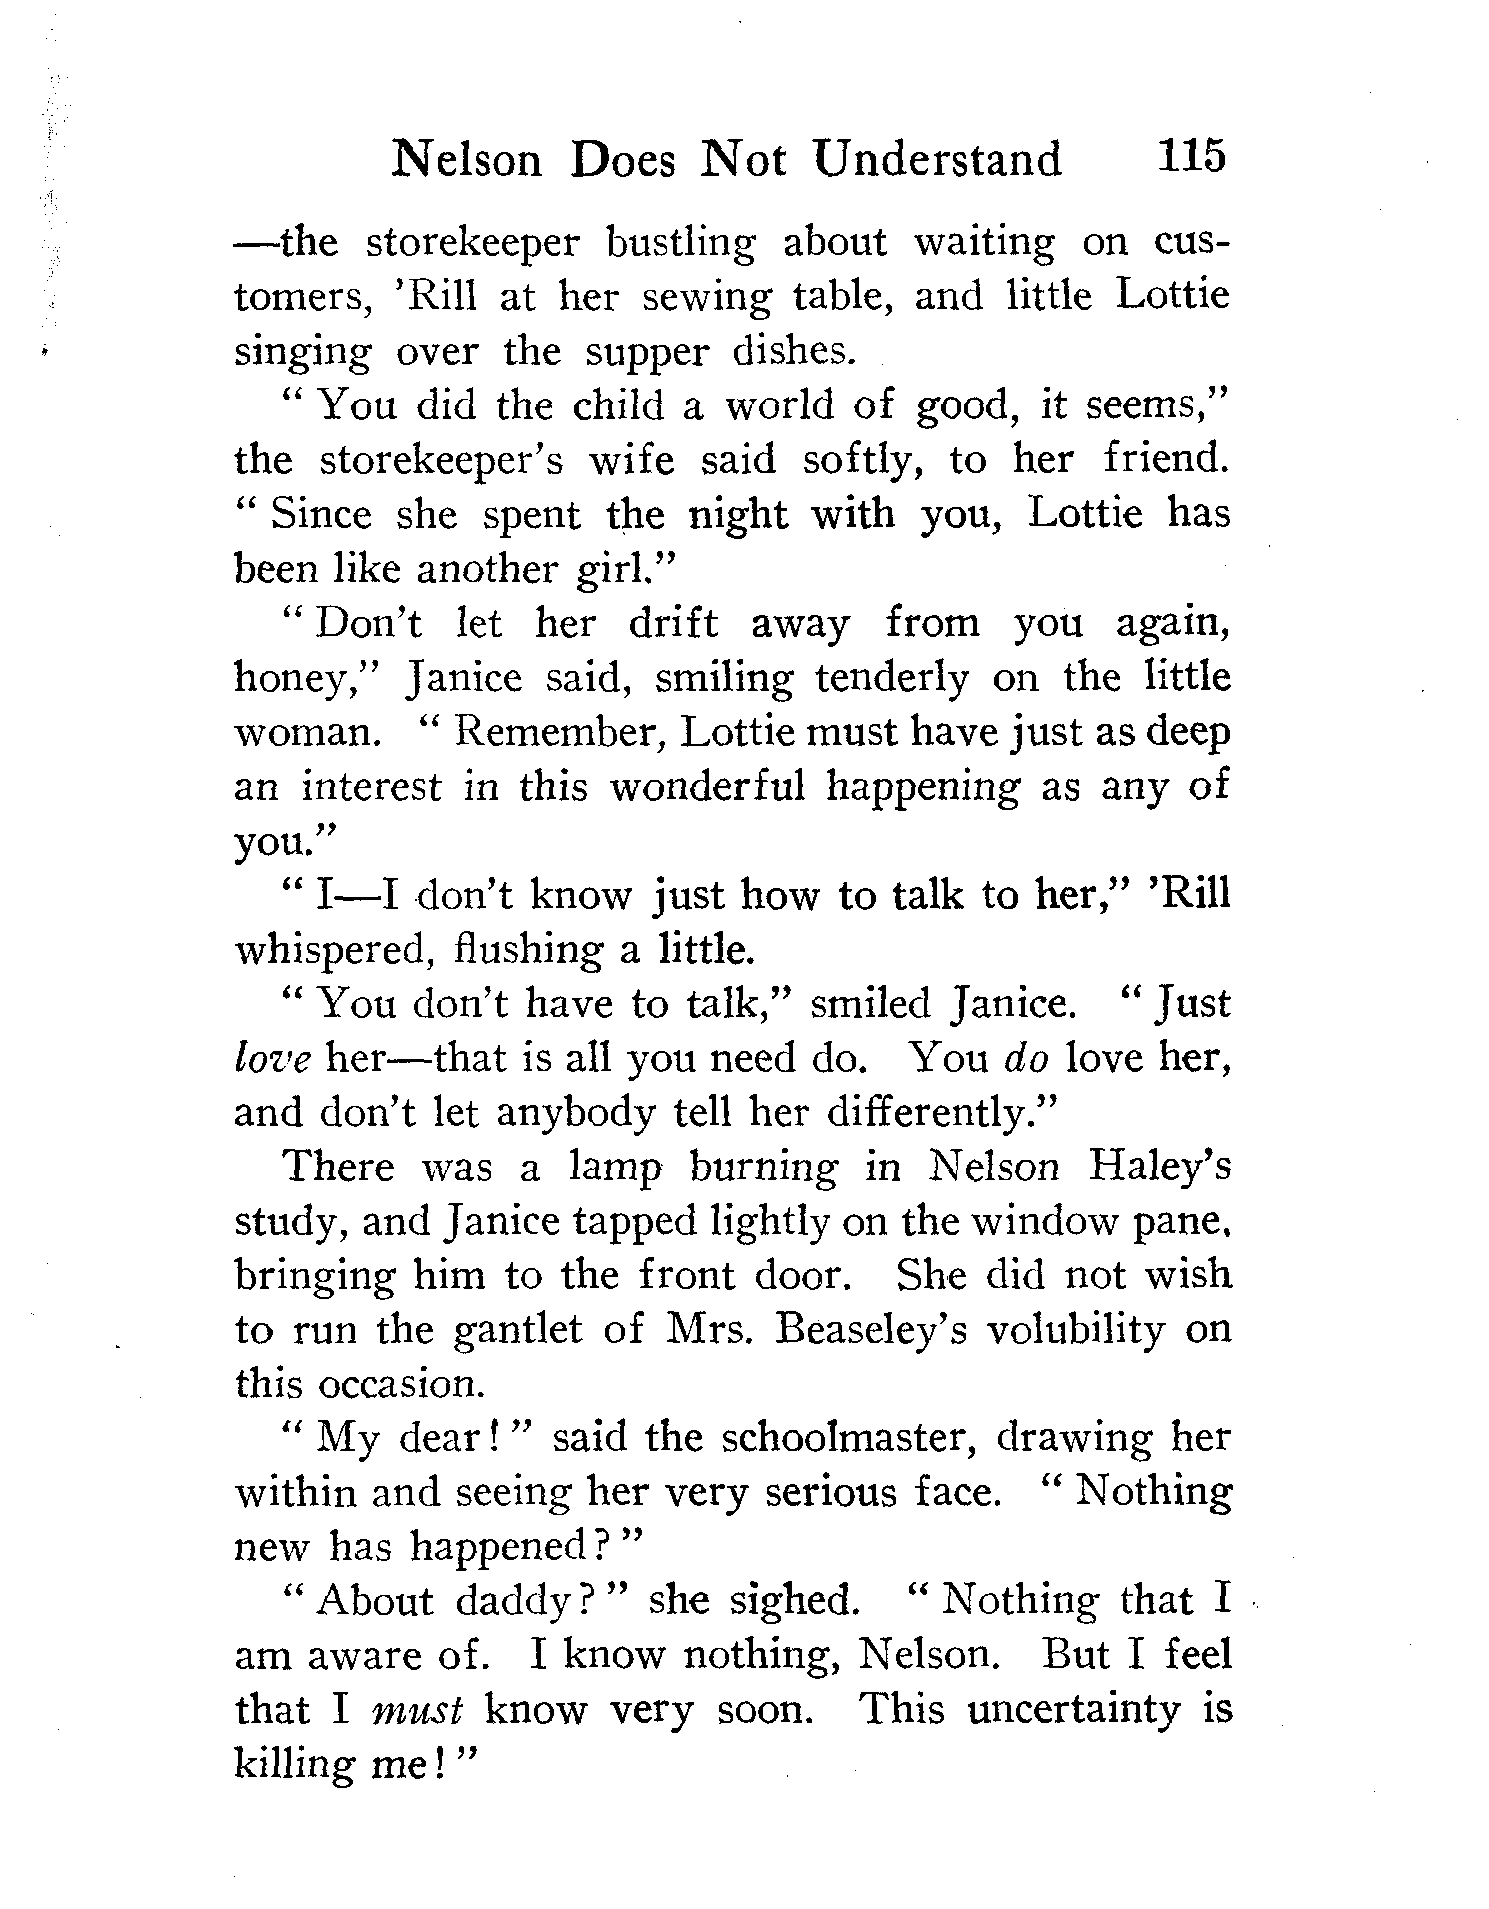 Nelson Does Not Understand 115
—the storekeeper bustling about waiting on cus-
tomers, ’Rill at her sewing table, and little Lottie
singing over the supper dishes.
“ You did the child a world of good, it seems,”
the storekeeper’s wife said softly, to her friend.
“ Since she spent the night with you, Lottie has
been like another girl.”
“ Don’t let her drift away from you again,
honey,” Janice said, smiling tenderly on the little
woman. “ Remember, Lottie must have just as deep
an interest in this wonderful happening as any of
you.”
“ I—I don’t know just how to talk to her,” ’Rill
whispered, flushing a little.
“ You don’t have to talk,” smiled Janice. “ Just
love her—that is all you need do. You do love her,
and don’t let anybody tell her differently.”
There was a lamp burning in Nelson Haley’s
study, and Janice tapped lightly on the window pane,
bringing him to the front door. She did not wish
to run the gantlet of Mrs. Beaseley’s volubility on
this occasion.
“ My dear! ” said the schoolmaster, drawing her
within and seeing her very serious face. “ Nothing
new has happened? ”
“ About daddy? ” she sighed. “ Nothing that I
am aware of. I know nothing, Nelson. But I feel
that I must know very soon. This uncertainty is
killing me! ”